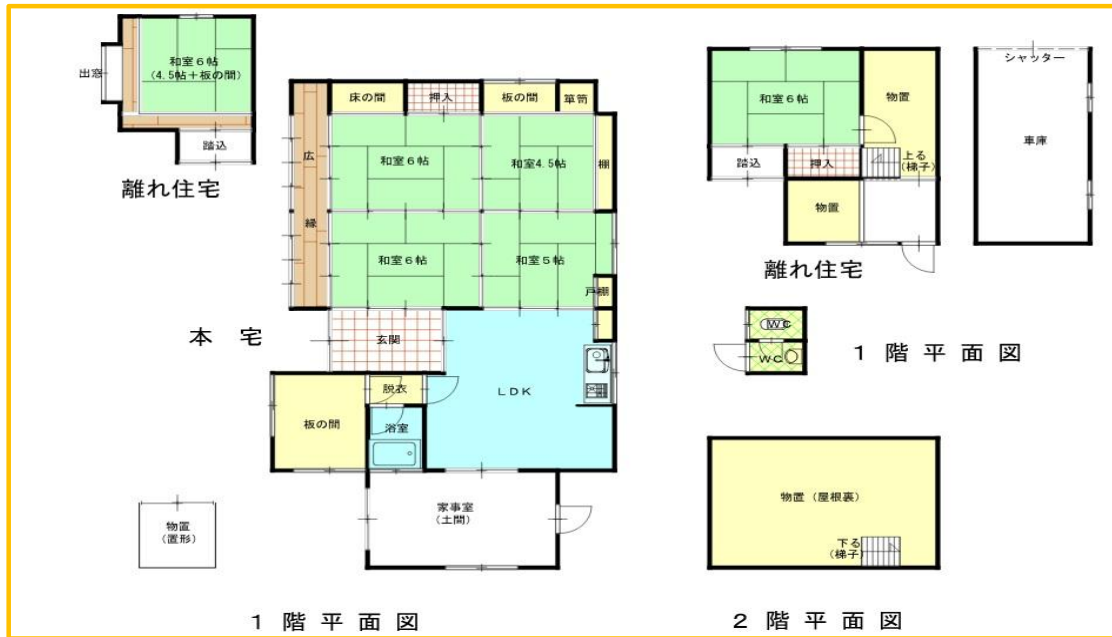 和室6帖
(4.5帖+板の間)
出窓
踏込
離れ住宅
床の間
押入
板の間
箪笥
広
縁
和室6帖
和室4.5帖
棚
和室6帖
和室5帖
戸棚
本 宅
玄関
LDK
脱衣
板の間
浴室
家事室
(土間)
物置
(置形)
1 階 平 面 図
和室6帖
物置
踏込
押入
上る
(梯子)
物置
離れ住宅
シャッター
車庫
WC
WC
1 階 平 面 図
物置(屋根裏)
下る
(梯子)
2 階 平 面 図